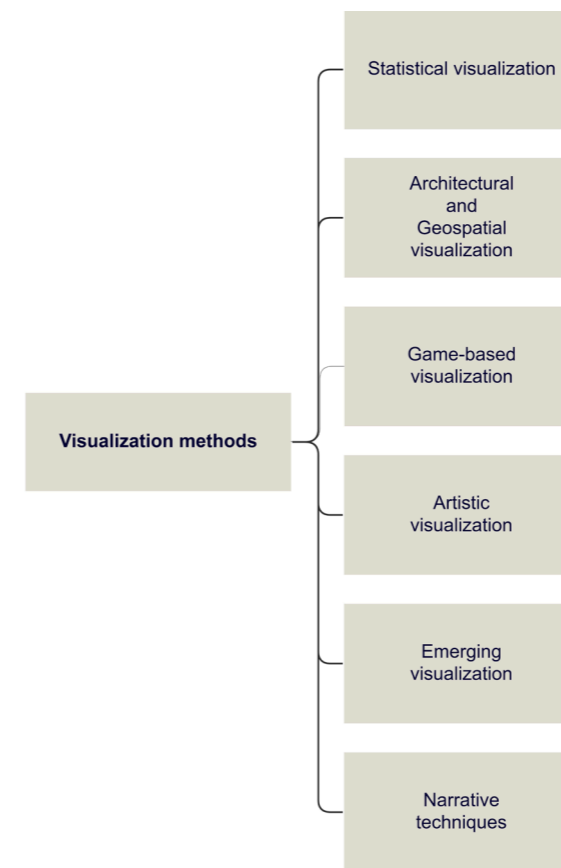 Statistical visualization
Architectural
and
Geospatial
visualization
Game-based
visualization
Visualization methods
Artistic
visualization
Emerging
visualization
Narrative
techniques